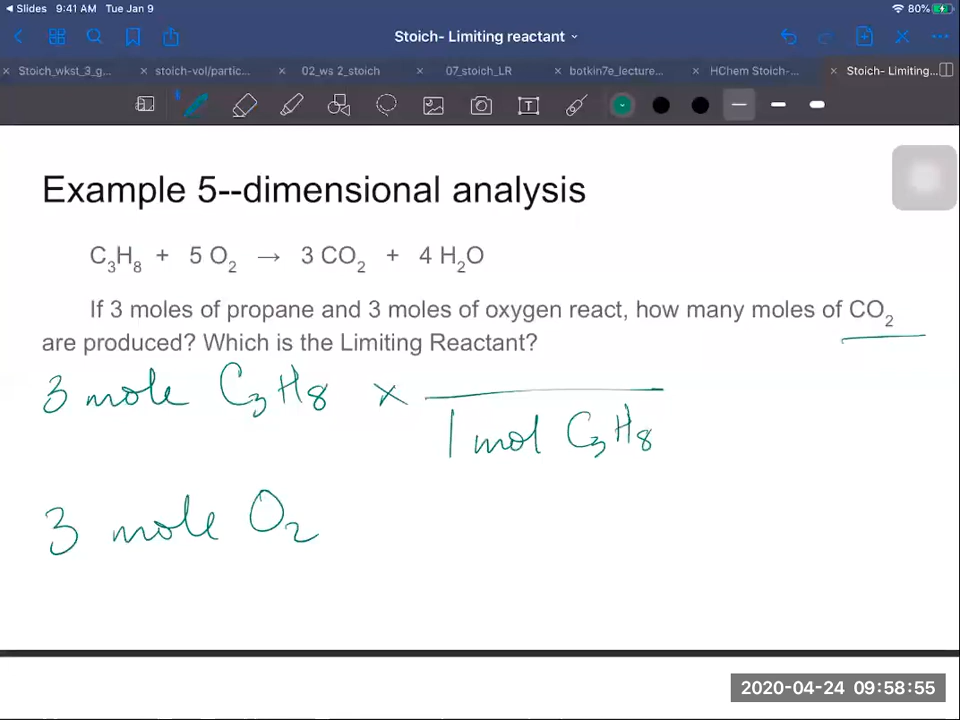 Slides 9:41 AM Tue Jan 9 80%
Stoich- Limiting reactant
Stoich_wkst_3_g... stoich-vol/partic... 02_ws 2_stoich 07_stoich_LR botkin7e_lecture... HChem Stoich-... Stoich- Limiting...
Example 5--dimensional analysis
C₃H₈ + 5 O₂ → 3 CO₂ + 4 H₂O
If 3 moles of propane and 3 moles of oxygen react, how many moles of CO₂
are produced? Which is the Limiting Reactant?
3 mole C₃H₈ ×
1 mol C₃H₈
3 mole O₂
2020-04-24 09:58:55